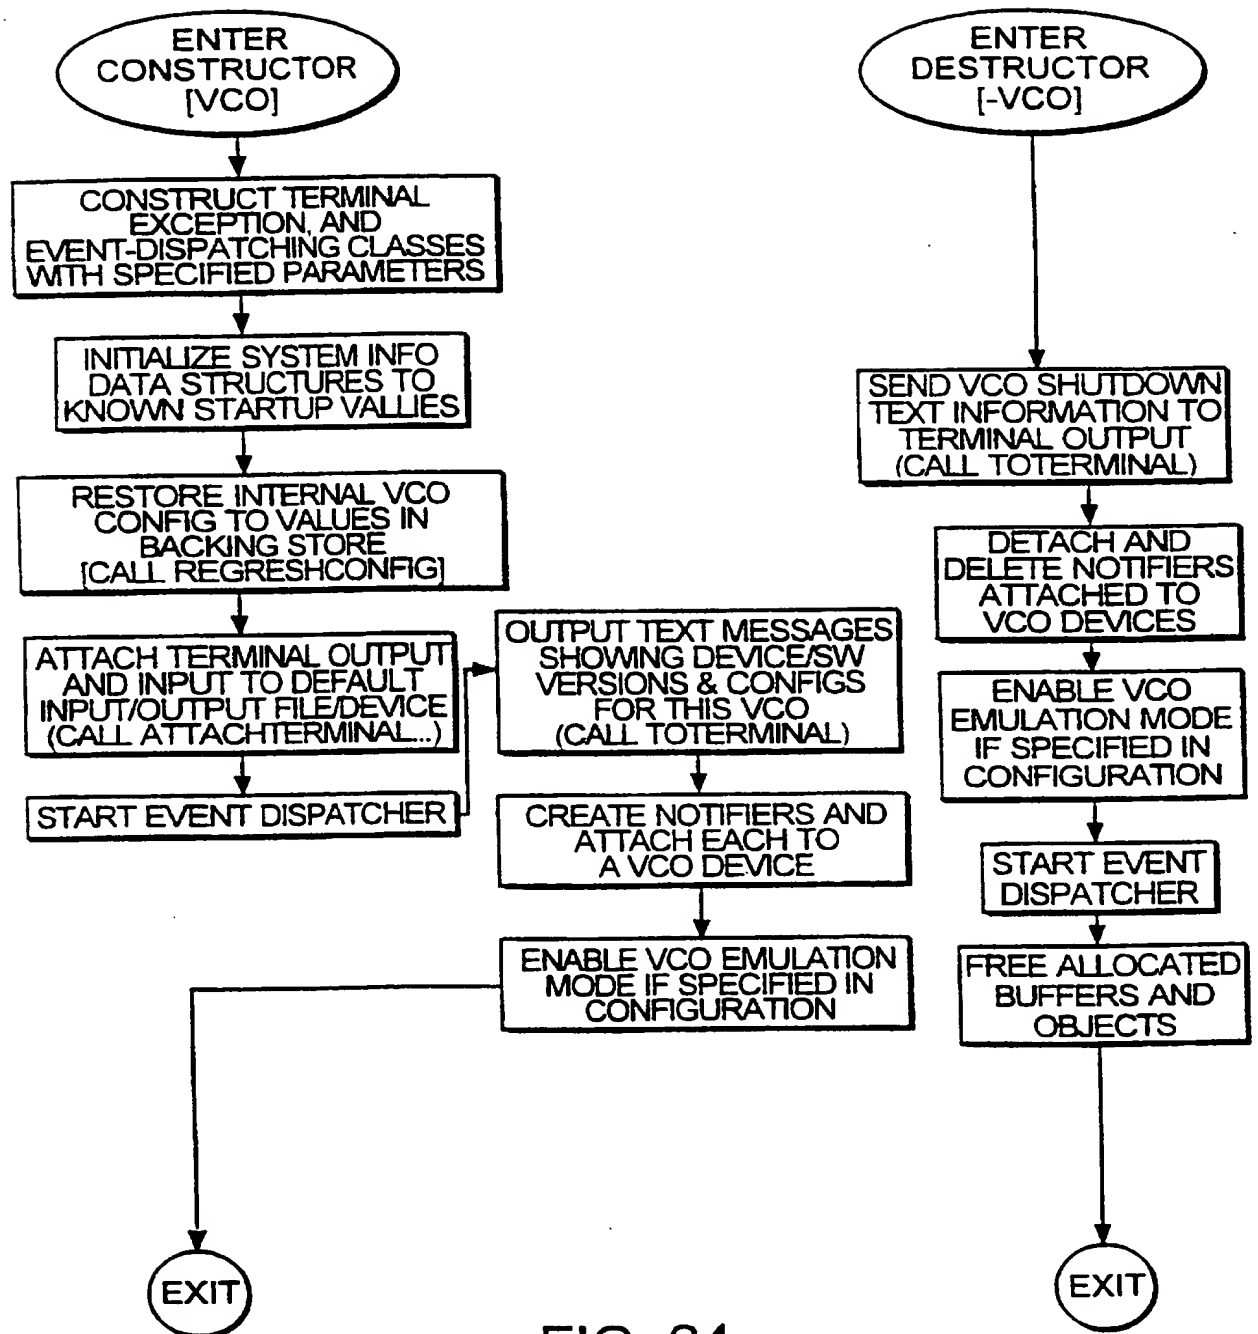 ENTER
CONSTRUCTOR
[VCO]
CONSTRUCT TERMINAL
EXCEPTION, AND
EVENT-DISPATCHING CLASSES
WITH SPECIFIED PARAMETERS
INITIALIZE SYSTEM INFO
DATA STRUCTURES TO
KNOWN STARTUP VALUES
RESTORE INTERNAL VCO
CONFIG TO VALUES IN
BACKING STORE
[CALL REGRESHCONFIG]
ATTACH TERMINAL OUTPUT
AND INPUT TO DEFAULT
INPUT/OUTPUT FILE/DEVICE
(CALL ATTACHTERMINAL...)
START EVENT DISPATCHER
OUTPUT TEXT MESSAGES
SHOWING DEVICE/SW
VERSIONS & CONFIGS
FOR THIS VCO
(CALL TOTERMINAL)
CREATE NOTIFIERS AND
ATTACH EACH TO
A VCO DEVICE
ENABLE VCO EMULATION
MODE IF SPECIFIED IN
CONFIGURATION
EXIT
ENTER
DESTRUCTOR
[-VCO]
SEND VCO SHUTDOWN
TEXT INFORMATION TO
TERMINAL OUTPUT
(CALL TOTERMINAL)
DETACH AND
DELETE NOTIFIERS
ATTACHED TO
VCO DEVICES
ENABLE VCO
EMULATION MODE
IF SPECIFIED IN
CONFIGURATION
START EVENT
DISPATCHER
FREE ALLOCATED
BUFFERS AND
OBJECTS
EXIT